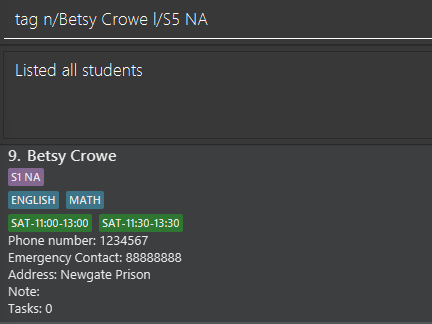 tag n/Betsy Crowe l/S5 NA
Listed all students
9. Betsy Crowe
S1 NA
ENGLISH MATH
SAT-11:00-13:00 SAT-11:30-13:30
Phone number: 1234567
Emergency Contact: 88888888
Address: Newgate Prison
Note:
Tasks: 0